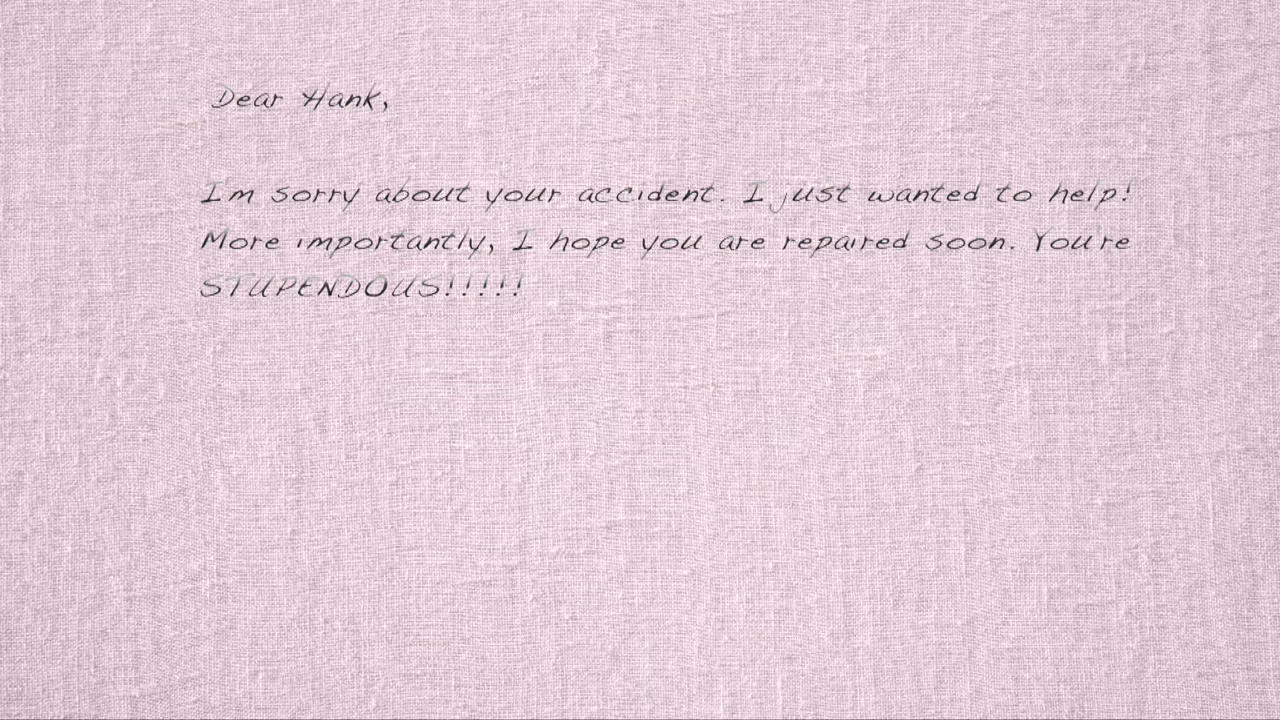 Dear Hank,
I'm sorry about your accident. I just wanted to help!
More importantly, I hope you are repaired soon. You're
STUPENDOUS!!!!!